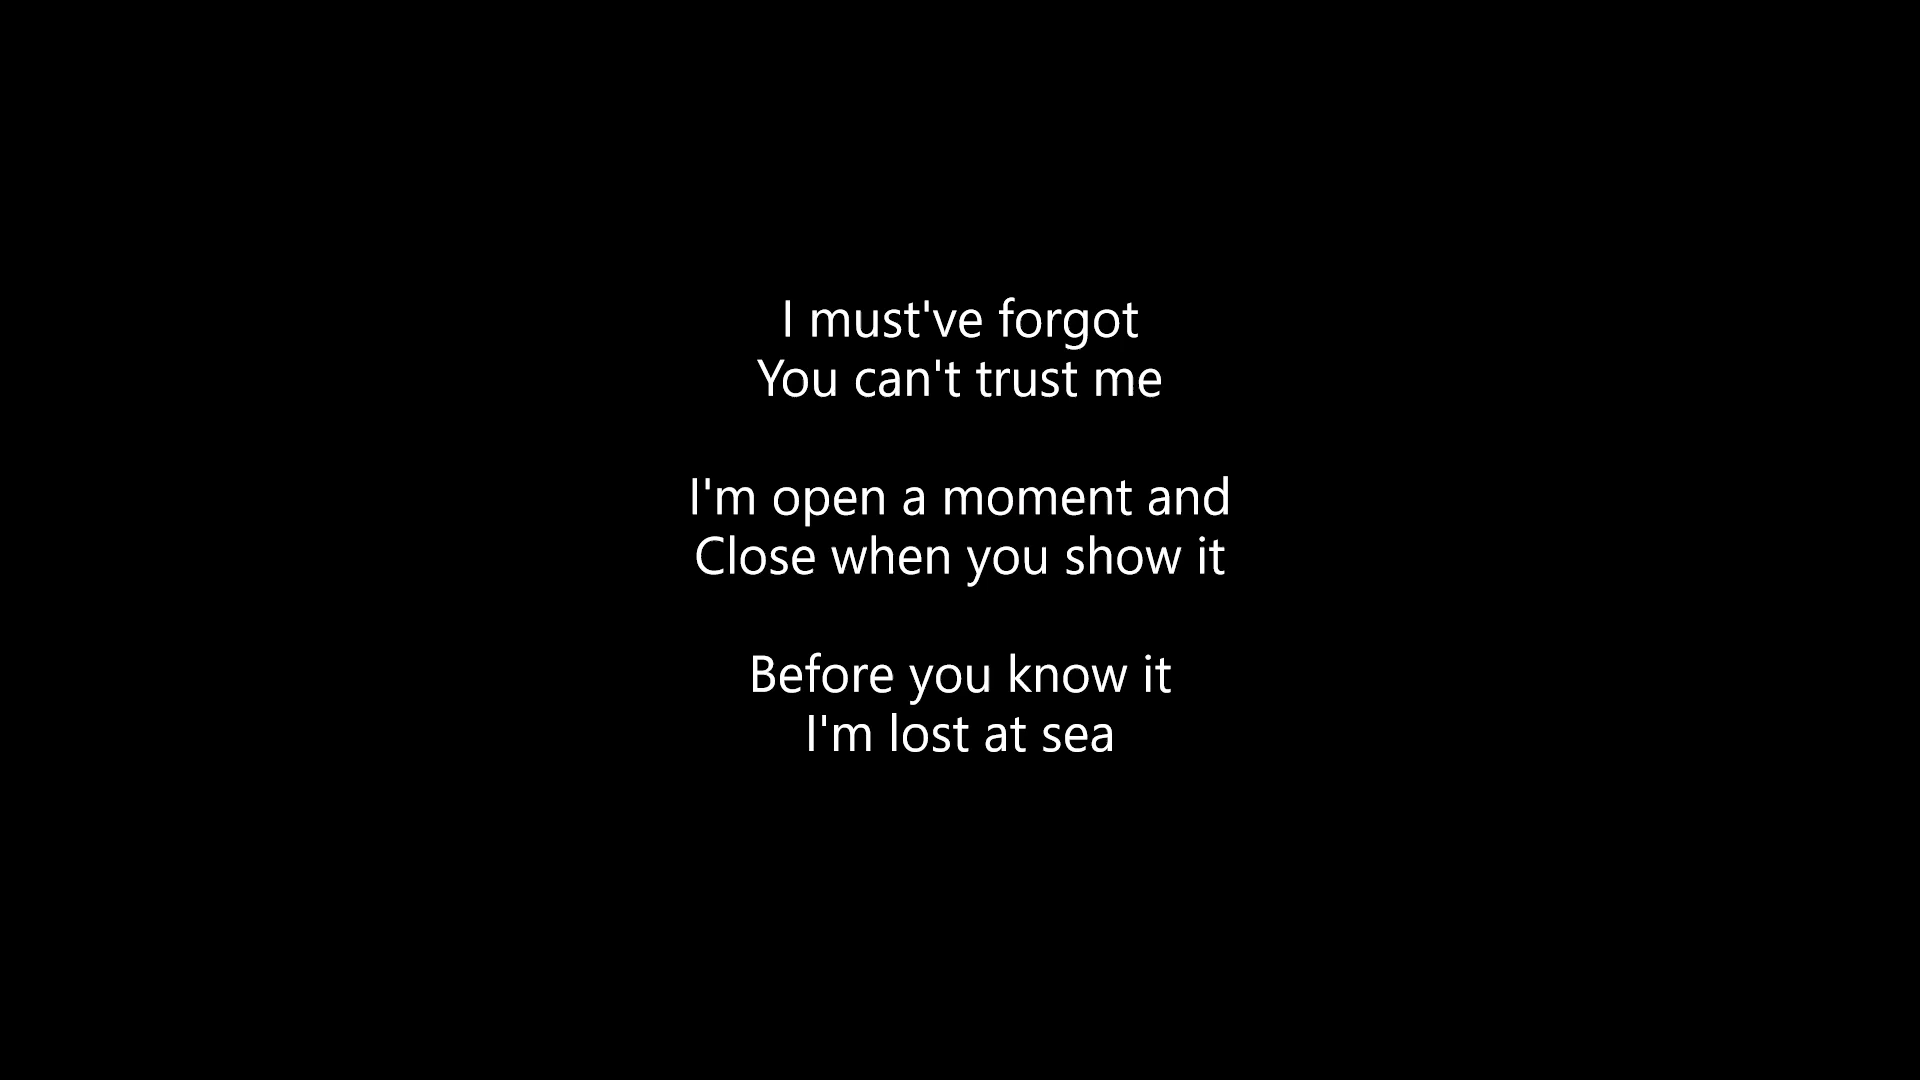 I must've forgot
You can't trust me
I'm open a moment and
Close when you show it
Before you know it
I'm lost at sea